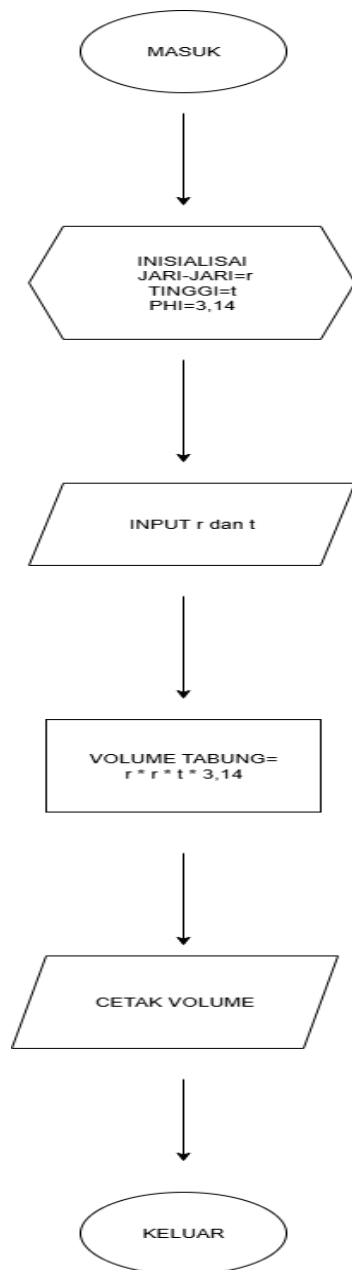 MASUK
INISIALISAI
JARI-JARI=r
TINGGI=t
PHI=3,14
INPUT r dan t
VOLUME TABUNG=
r * r * t * 3,14
CETAK VOLUME
KELUAR